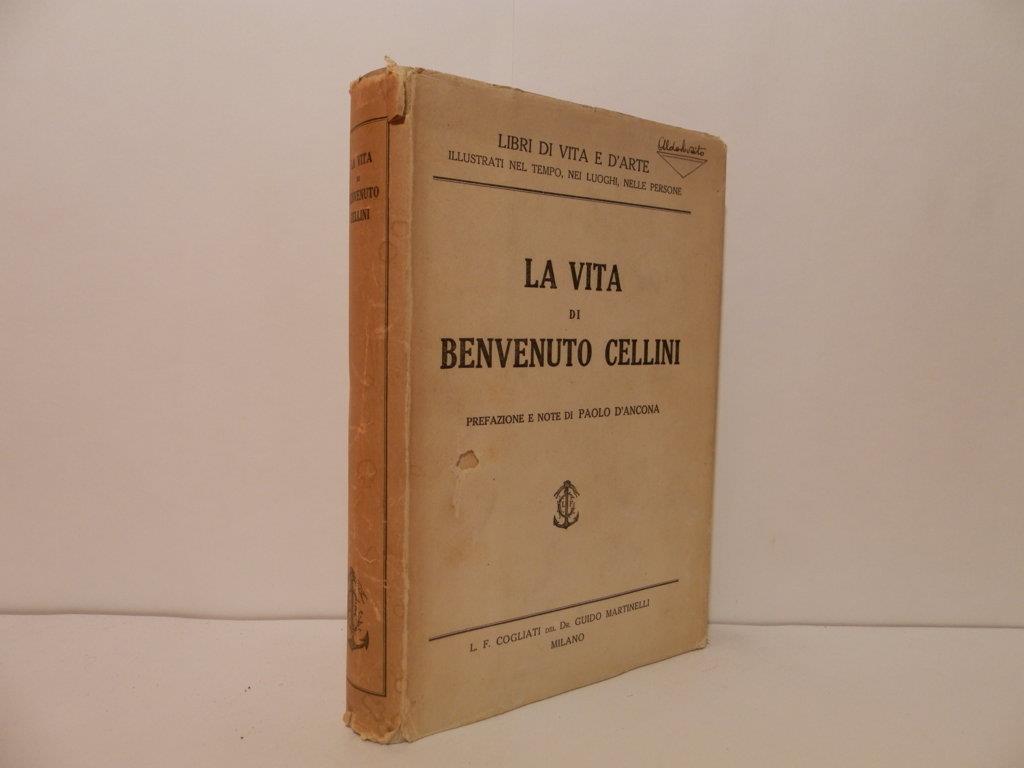 LIBRI DI VITA E D'ARTE
ILLUSTRATI NEL TEMPO, NEI LUOGHI, NELLE PERSONE
LA VITA
DI
BENVENUTO CELLINI
PREFAZIONE E NOTE DI PAOLO D'ANCONA
L. F. COGLIATI DEL DR. GUIDO MARTINELLI
MILANO
LA VITA
DI
BENVENUTO
CELLINI